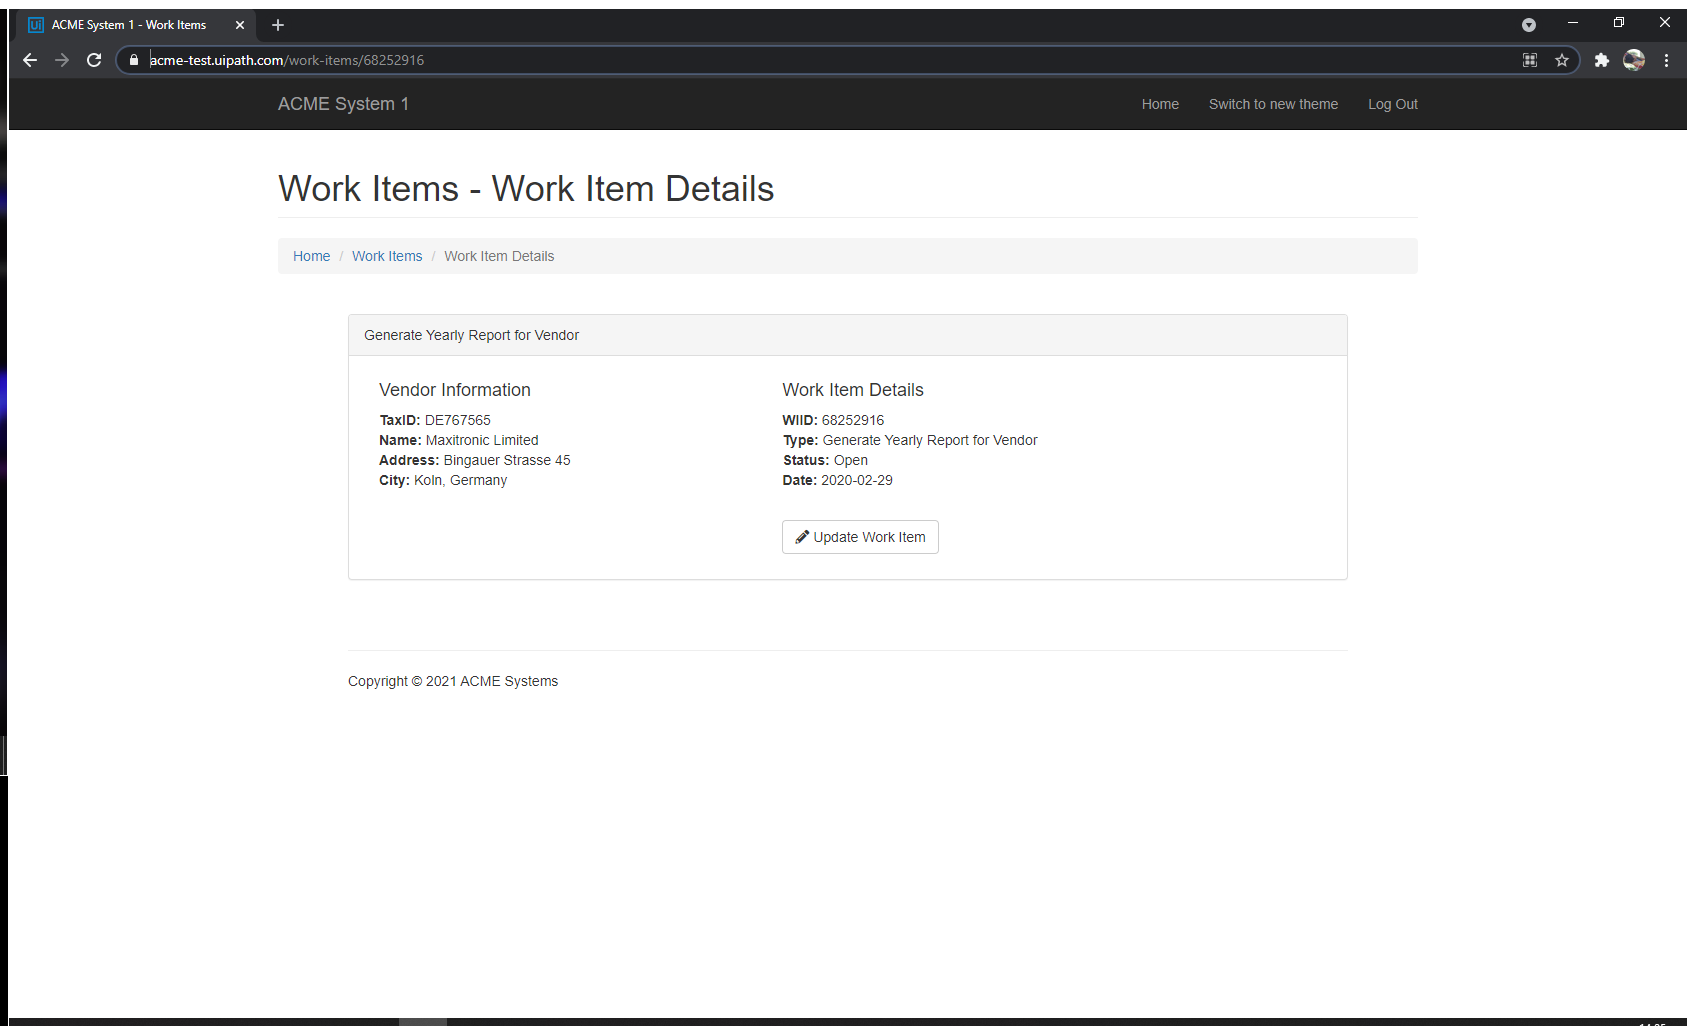 Ui ACME System 1 - Work Items
acme-test.uipath.com/work-items/68252916
ACME System 1 Home Switch to new theme Log Out
Work Items - Work Item Details
Home / Work Items / Work Item Details
Generate Yearly Report for Vendor
Vendor Information
TaxID: DE767565
Name: Maxitronic Limited
Address: Bingauer Strasse 45
City: Koln, Germany
Work Item Details
WIID: 68252916
Type: Generate Yearly Report for Vendor
Status: Open
Date: 2020-02-29
Update Work Item
Copyright © 2021 ACME Systems